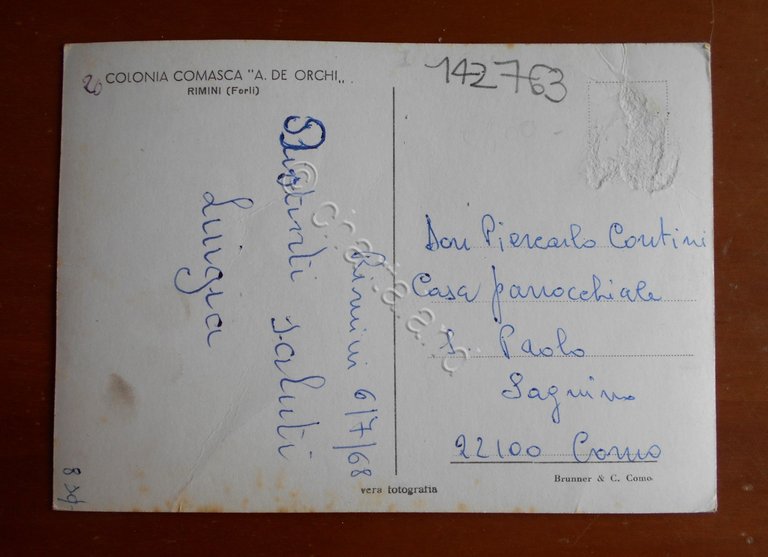 20 COLONIA COMASCA "A. DE ORCHI„
RIMINI (Forlì)
142763
Rimini 6/7/68
Distinti saluti
Luigia
Don Piercarlo Contini
Casa parrocchiale
S. Paolo
Sagnino
22100 Como
vera fotografia
Brunner & C. Como